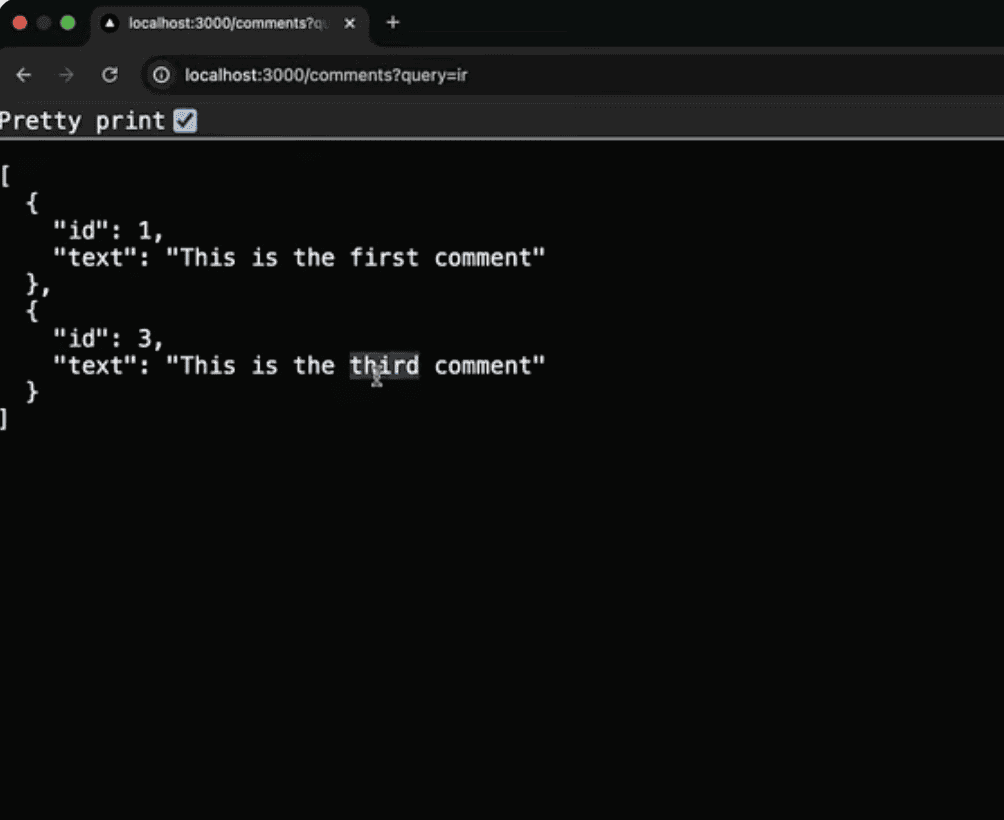 localhost:3000/comments?qu
localhost:3000/comments?query=ir
Pretty print
[
  {
    "id": 1,
    "text": "This is the first comment"
  },
  {
    "id": 3,
    "text": "This is the third comment"
  }
]